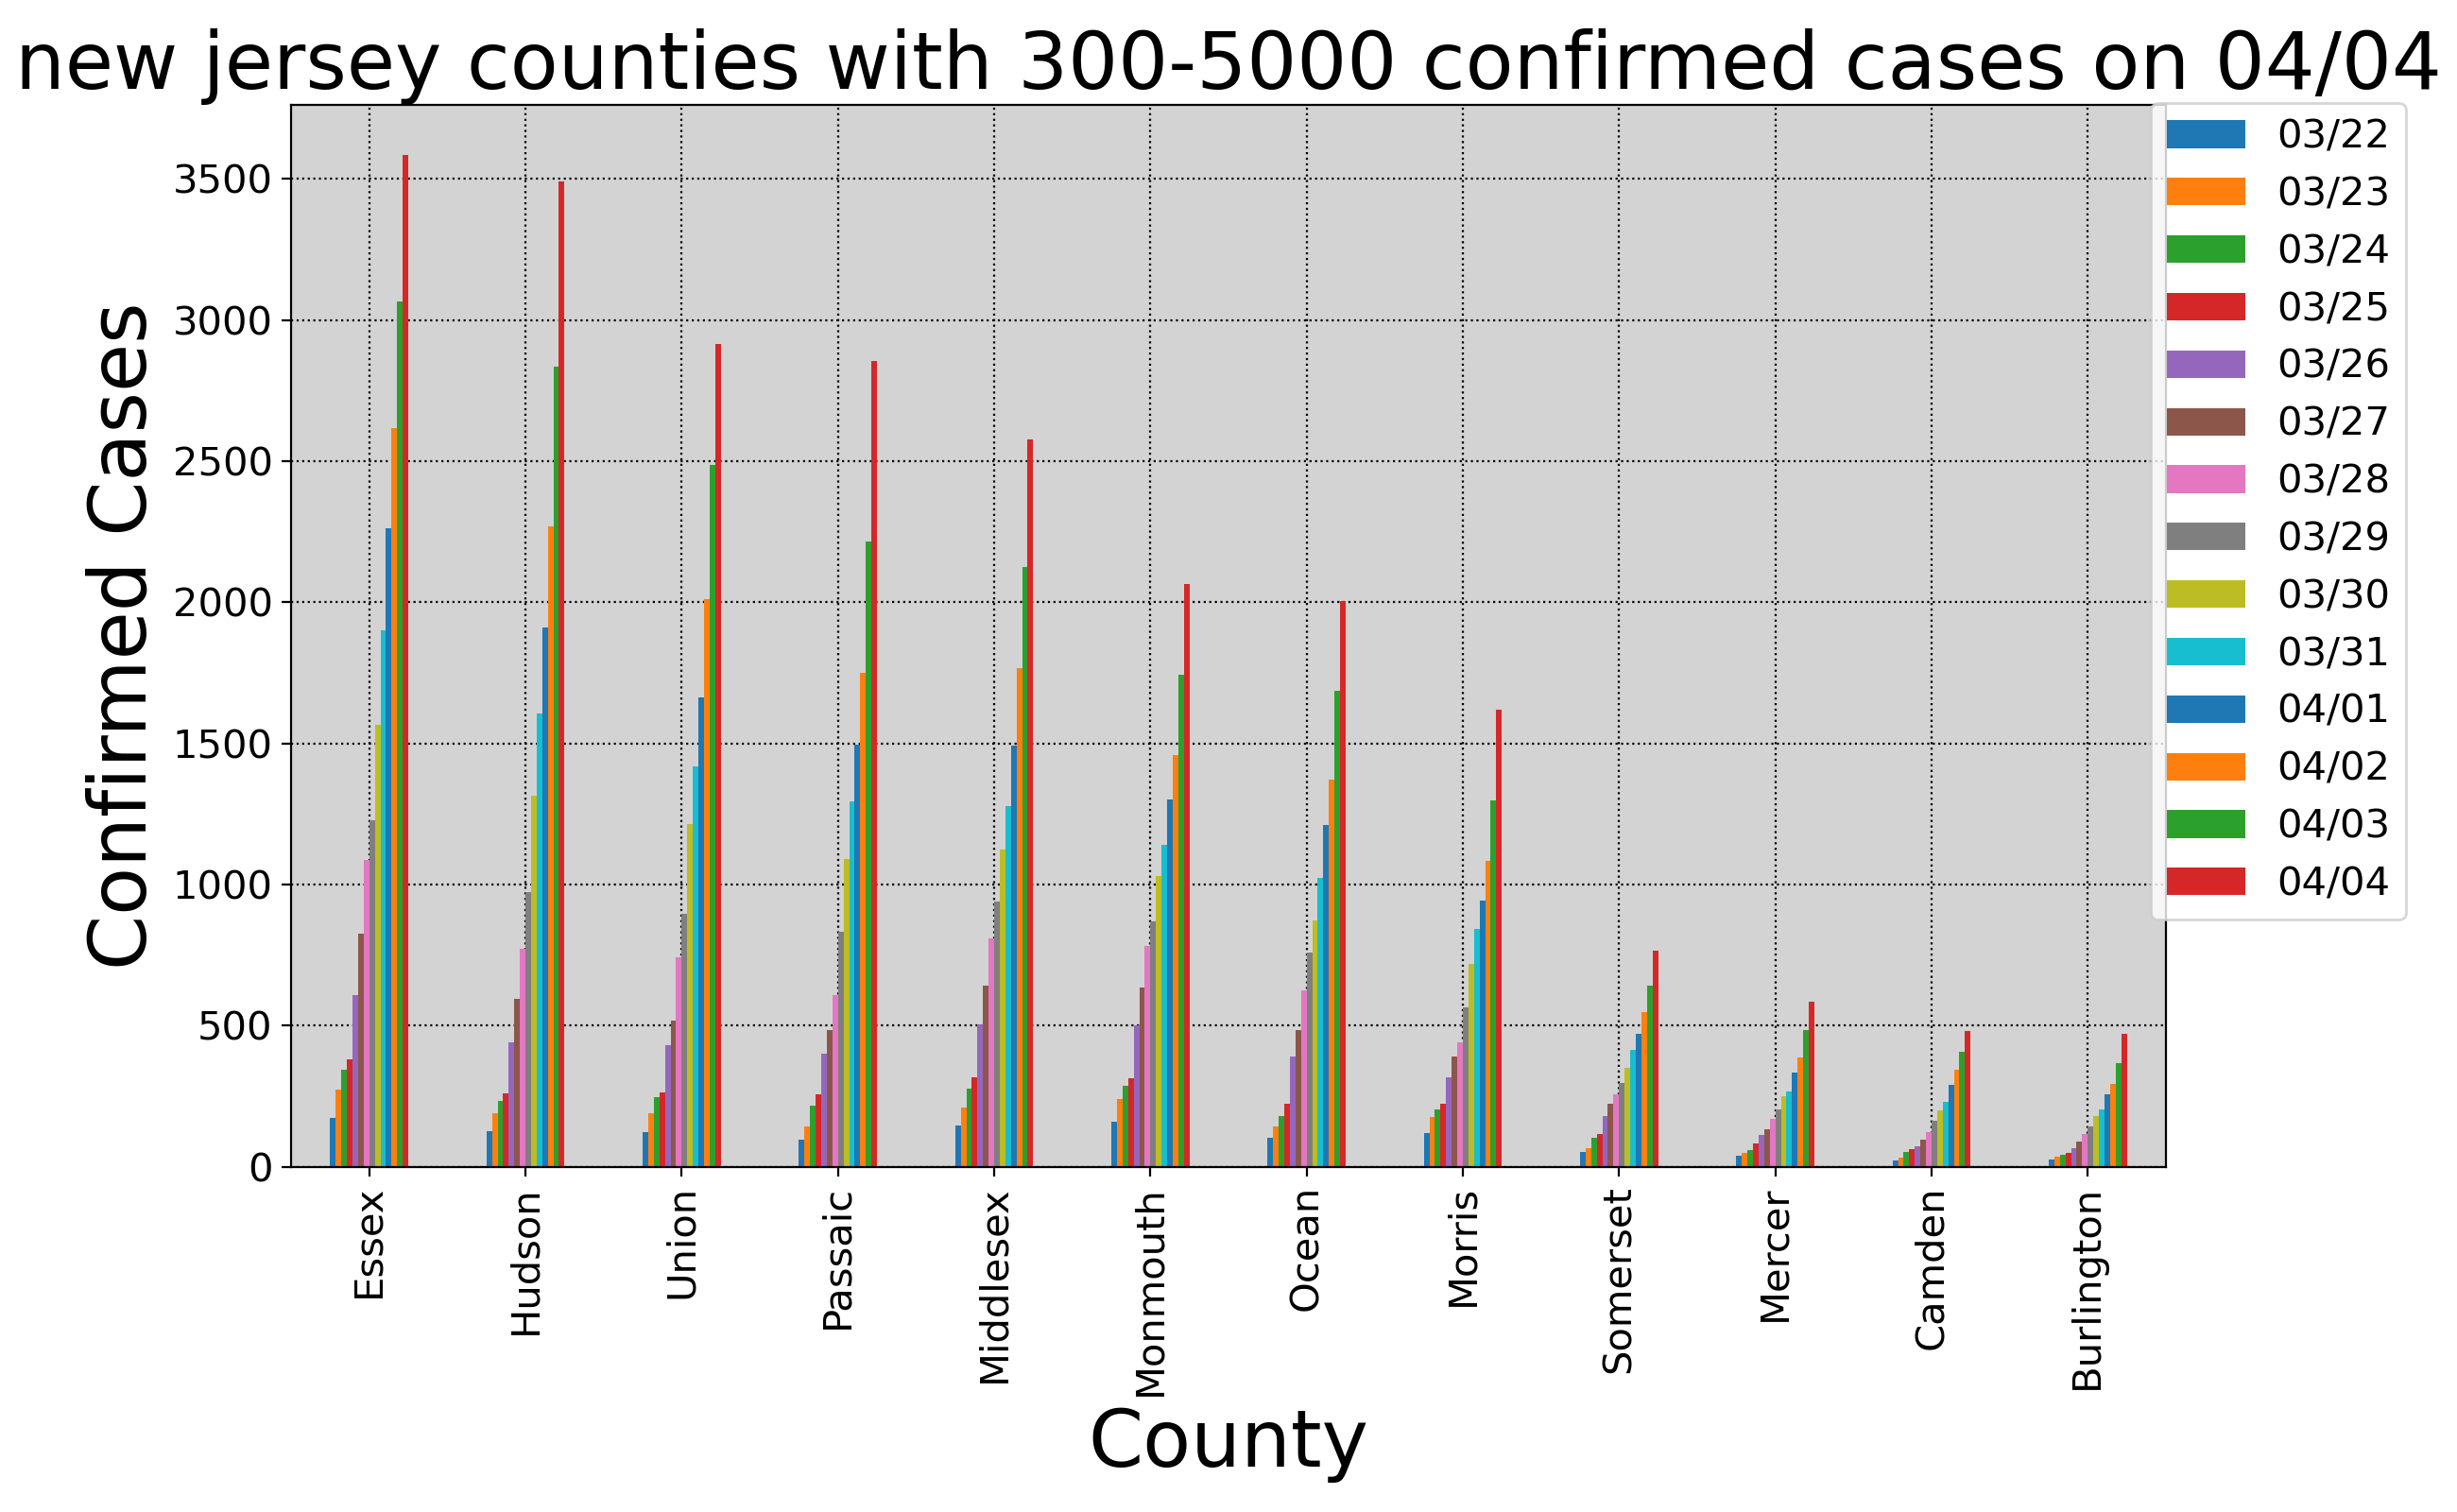 new jersey counties with 300-5000 confirmed cases on 04/04
Confirmed Cases
3500
3000
2500
2000
1500
1000
500
0
03/22
03/23
03/24
03/25
03/26
03/27
03/28
03/29
03/30
03/31
04/01
04/02
04/03
04/04
Essex
Hudson
Union
Passaic
Middlesex
Monmouth
Ocean
Morris
Somerset
Mercer
Camden
Burlington
County